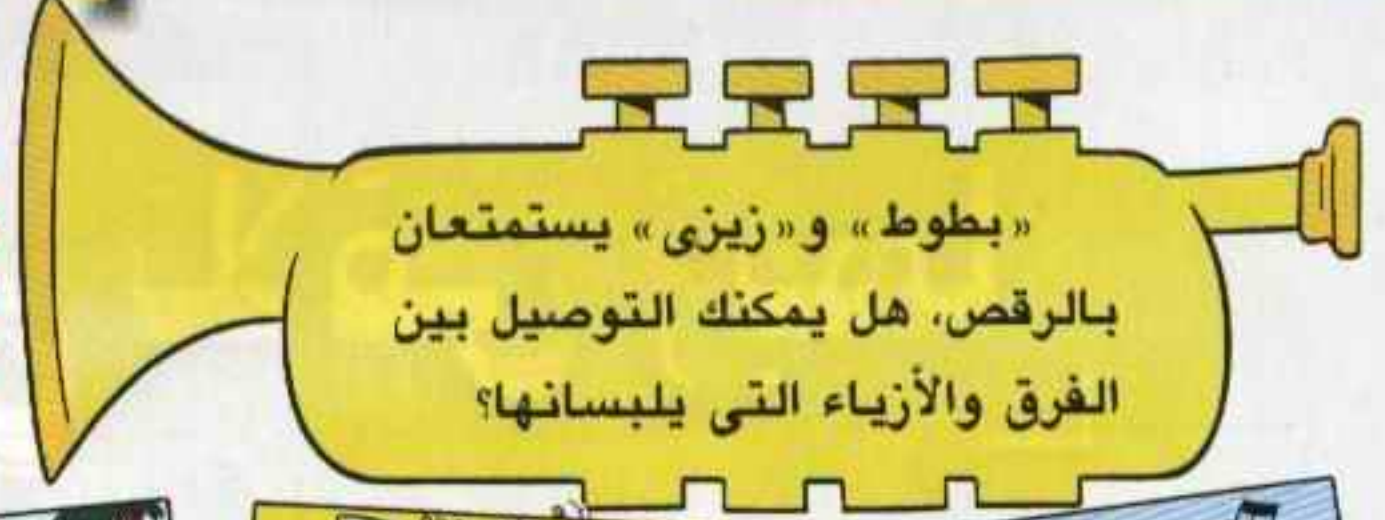 «بطوط» و«زيزى» يستمتعان
بالرقص. هل يمكنك التوصيل بين
الفرق والأزياء التى يلبسانها؟